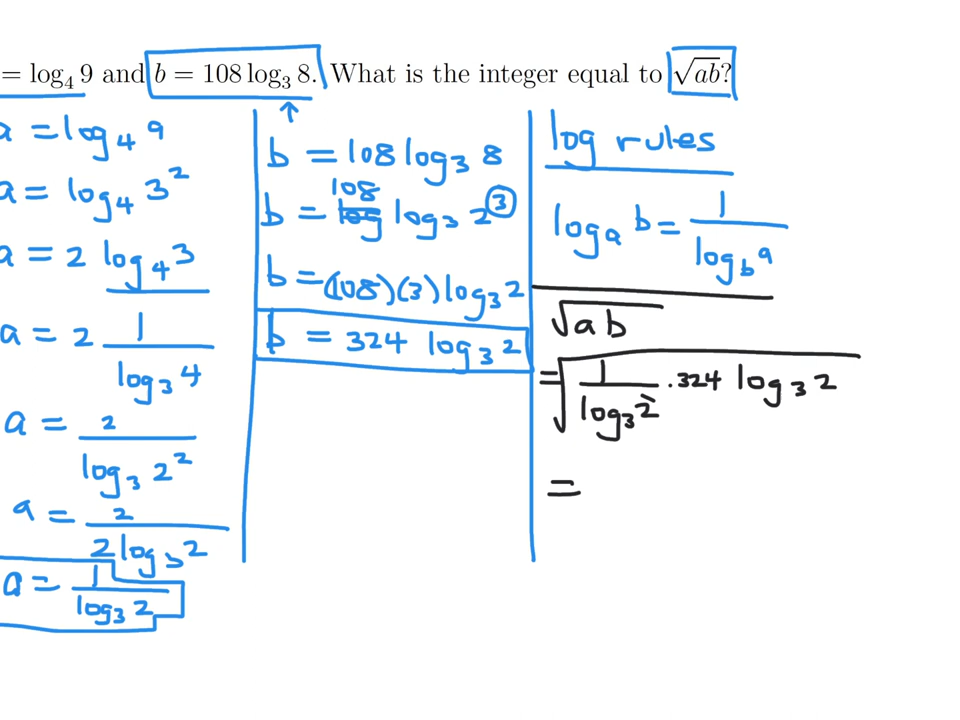 = log₄ 9 and b = 108 log₃ 8. What is the integer equal to √ab?
a = log₄ 9
a = log₄ 3²
a = 2 log₄ 3
a = 2 1/log₃ 4
a = 2/log₃ 2²
a = 2/2 log₃ 2
a = 1/log₃ 2
b = 108 log₃ 8
108
b = log log₃ 2³
b = (108)(3) log₃ 2
b = 324 log₃ 2
log rules
logₐ b = 1/log_b a
√ab
= √(1/log₃ 2 · 324 log₃ 2)
=